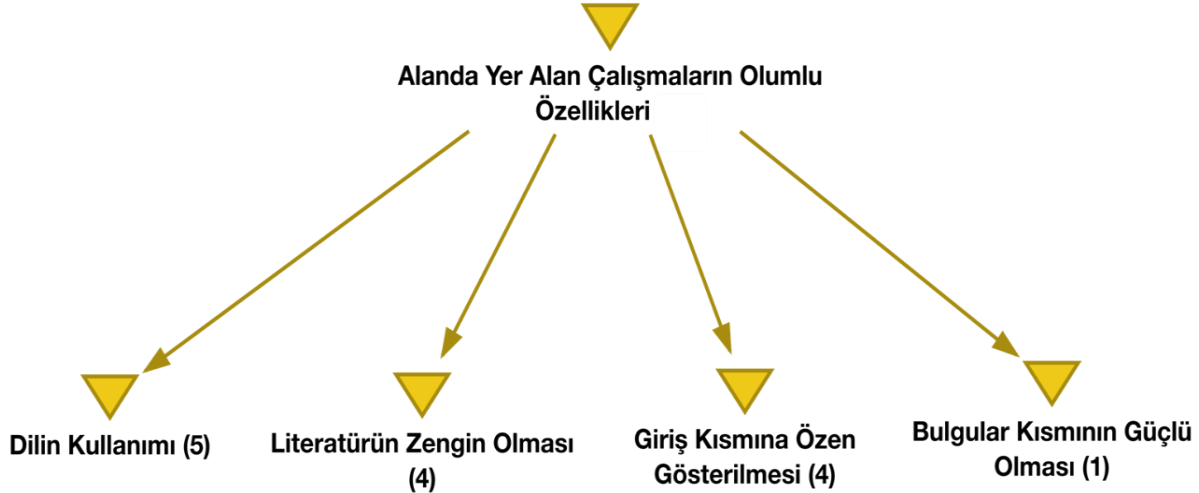 Alanda Yer Alan Çalışmaların Olumlu
Özellikleri
Dilin Kullanımı (5)
Literatürün Zengin Olması
(4)
Giriş Kısmına Özen
Gösterilmesi (4)
Bulgular Kısmının Güçlü
Olması (1)